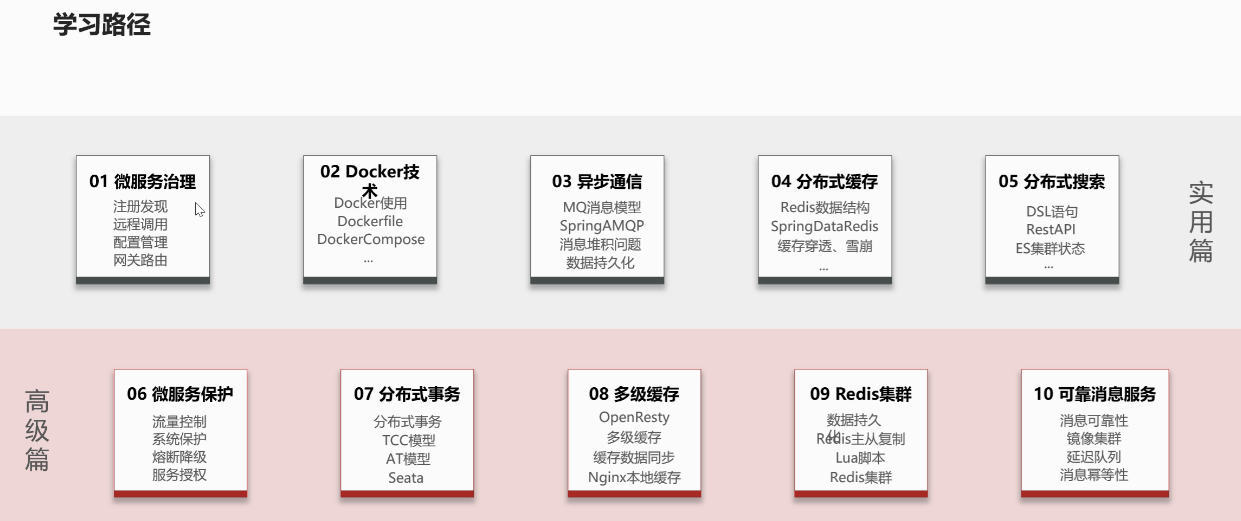 学习路径
01 微服务治理
注册发现
远程调用
配置管理
网关路由
02 Docker技
术
Docker使用
Dockerfile
DockerCompose
...
03 异步通信
MQ消息模型
SpringAMQP
消息堆积问题
数据持久化
04 分布式缓存
Redis数据结构
SpringDataRedis
缓存穿透、雪崩
...
05 分布式搜索
DSL语句
RestAPI
ES集群状态
...
实用篇
高级篇
06 微服务保护
流量控制
系统保护
熔断降级
服务授权
07 分布式事务
分布式事务
TCC模型
AT模型
Seata
08 多级缓存
OpenResty
多级缓存
缓存数据同步
Nginx本地缓存
09 Redis集群
数据持久
化
Redis主从复制
Lua脚本
Redis集群
10 可靠消息服务
消息可靠性
镜像集群
延迟队列
消息幂等性